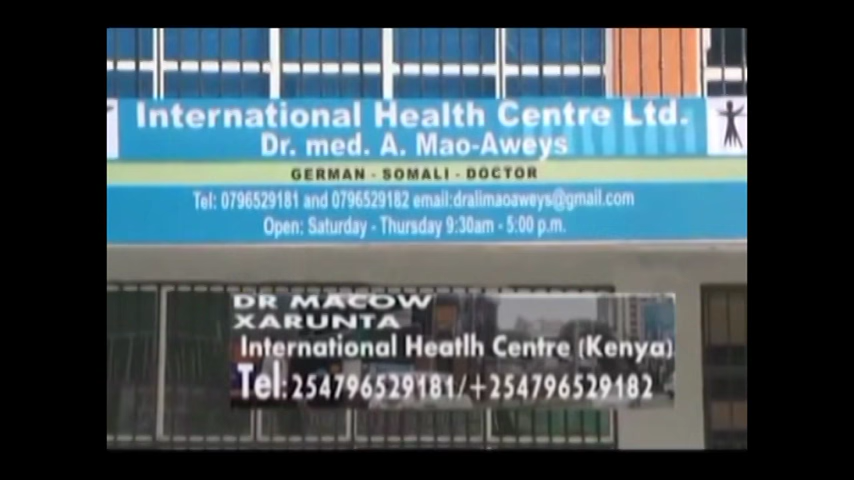 International Health Centre Ltd.
Dr. med. A. Mao-Aweys
GERMAN - SOMALI - DOCTOR
Tel: 0796529181 and 0796529182 email:dralimaoaweys@gmail.com
Open: Saturday - Thursday 9:30am - 5:00 p.m.
DR MACOW
XARUNTA
International Heatlh Centre (Kenya)
Tel:254796529181/+254796529182